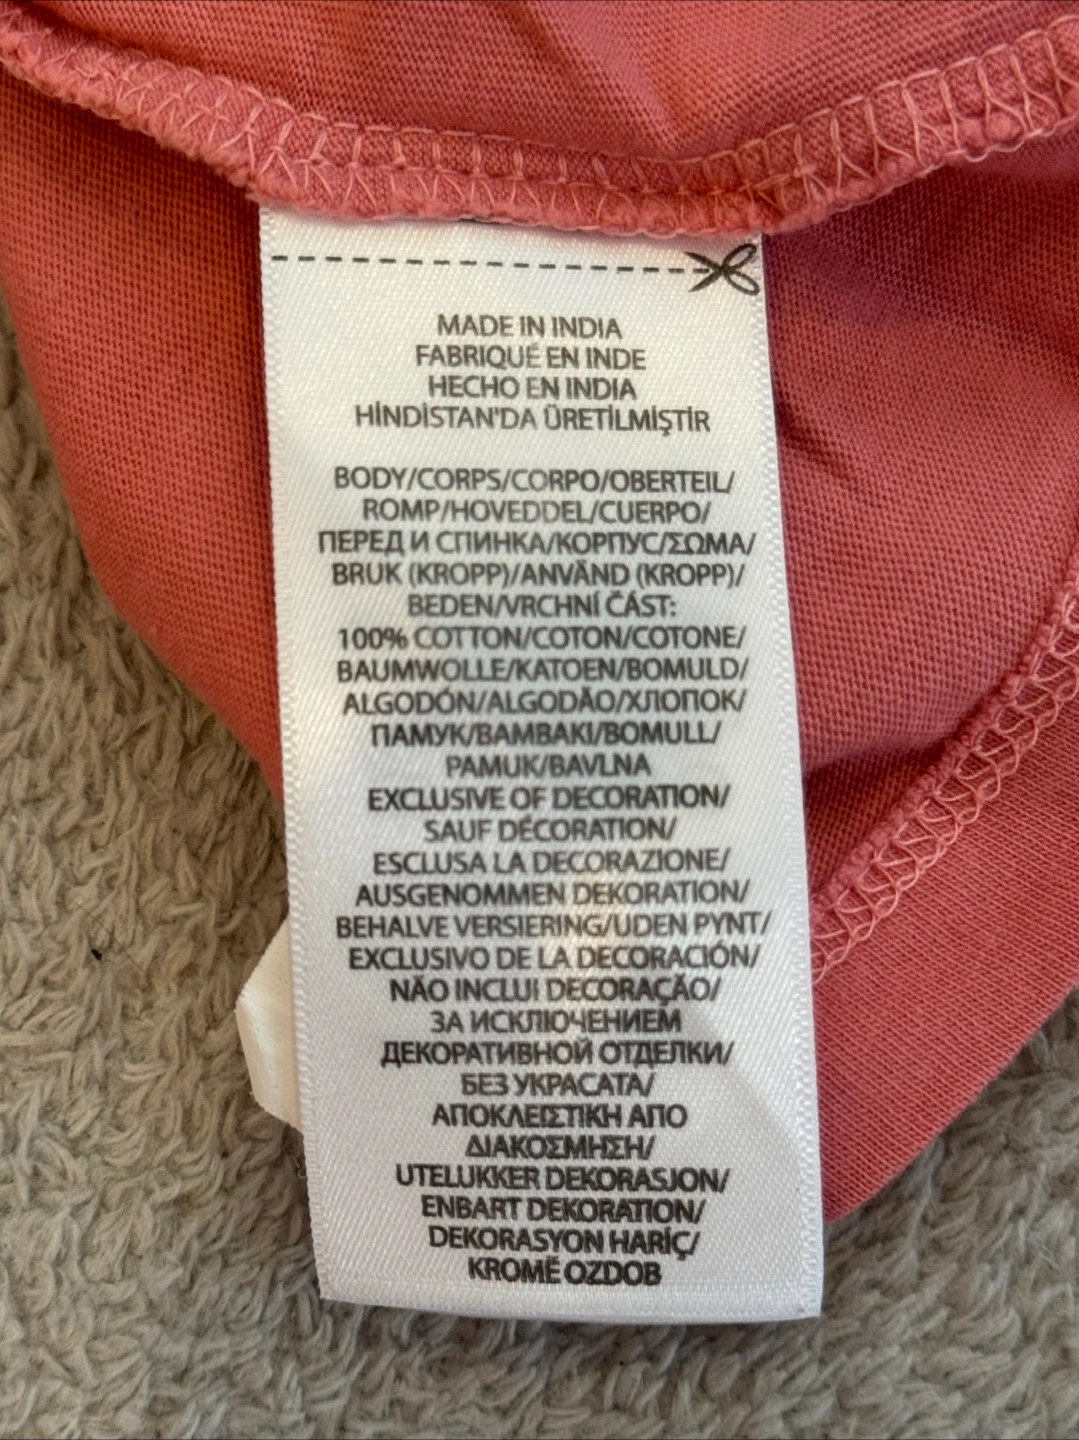 MADE IN INDIA
FABRIQUÉ EN INDE
HECHO EN INDIA
HİNDİSTAN'DA ÜRETİLMİŞTİR
BODY/CORPS/CORPO/OBERTEIL/
ROMP/HOVEDDEL/CUERPO/
ПЕРЕД И СПИНКА/КОРПУС/ΣΩΜΑ/
BRUK (KROPP)/ANVÄND (KROPP)/
BEDEN/VRCHNÍ ČÁST:
100% COTTON/COTON/COTONE/
BAUMWOLLE/KATOEN/BOMULD/
ALGODÓN/ALGODÃO/ХЛОПОК/
ПАМУК/ΒΑΜΒΑΚΙ/BOMULL/
PAMUK/BAVLNA
EXCLUSIVE OF DECORATION/
SAUF DÉCORATION/
ESCLUSA LA DECORAZIONE/
AUSGENOMMEN DEKORATION/
BEHALVE VERSIERING/UDEN PYNT/
EXCLUSIVO DE LA DECORACIÓN/
NÃO INCLUI DECORAÇÃO/
ЗА ИСКЛЮЧЕНИЕМ
ДЕКОРАТИВНОЙ ОТДЕЛКИ/
БЕЗ УКРАСАТА/
ΑΠΟΚΛΕΙΣΤΙΚΗ ΑΠΟ
ΔΙΑΚΟΣΜΗΣΗ/
UTELUKKER DEKORASJON/
ENBART DEKORATION/
DEKORASYON HARİÇ/
KROMĚ OZDOB